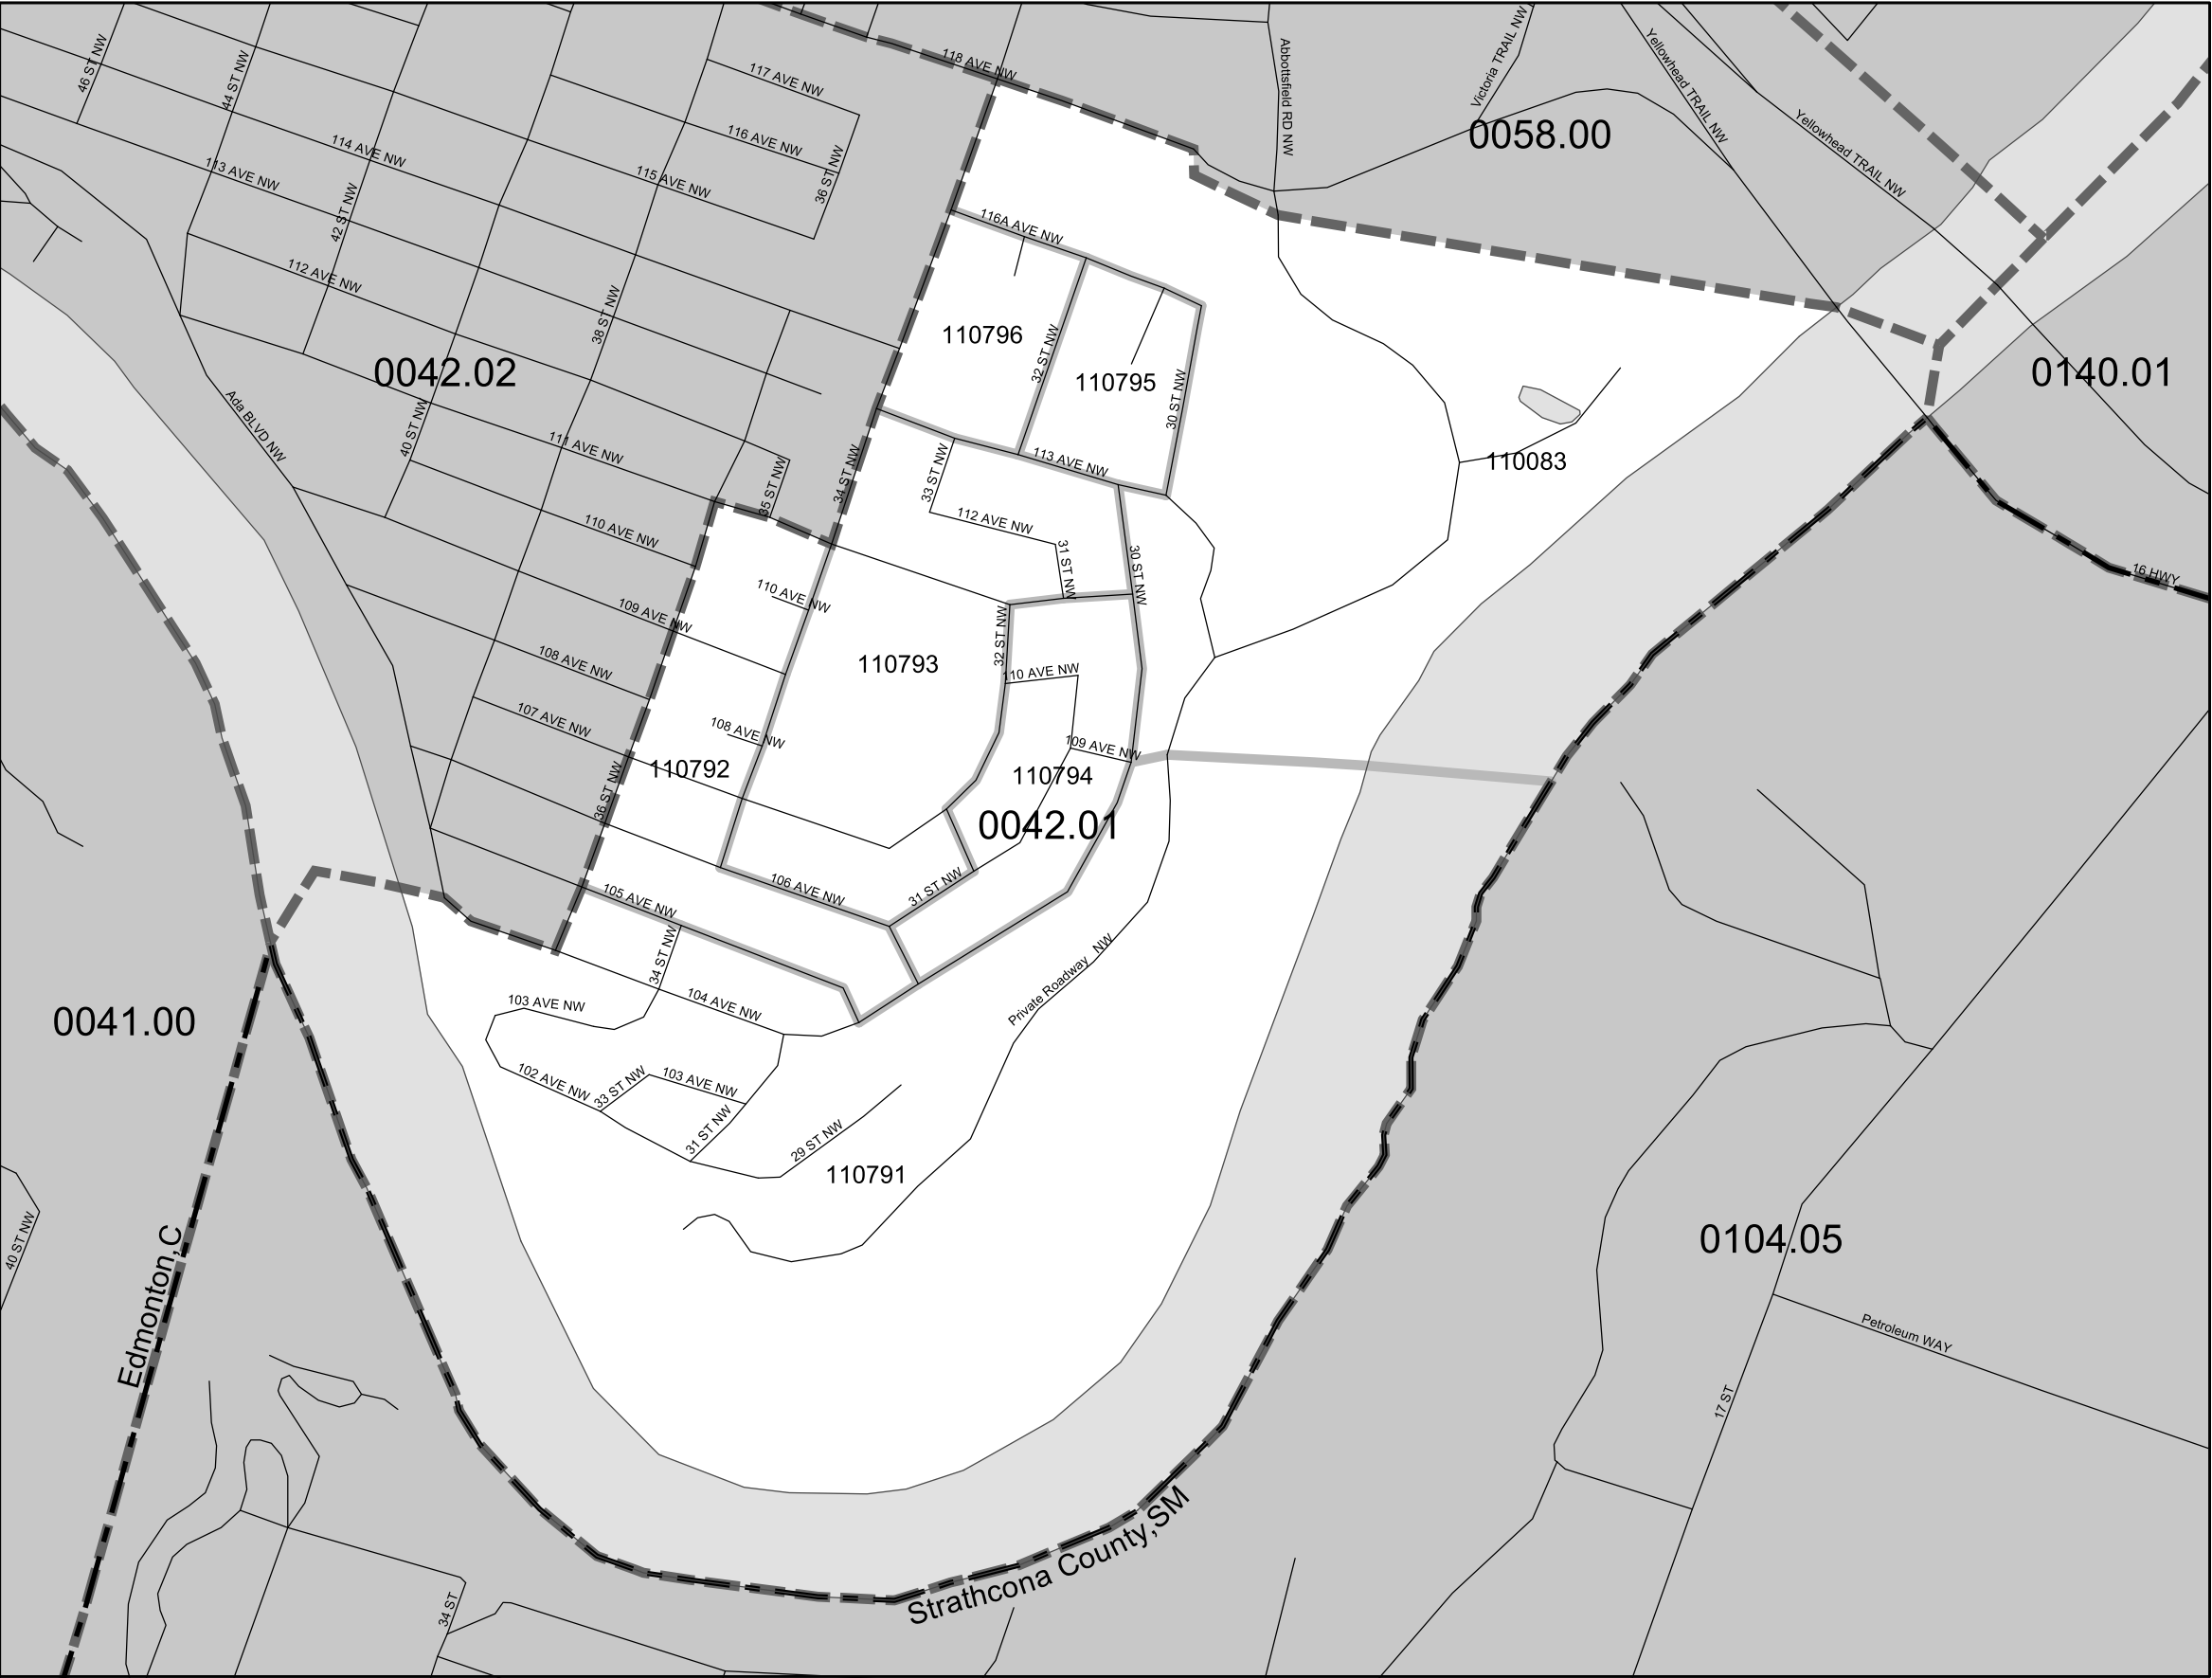 118 AVE NW
46 ST NW
44 ST NW
117 AVE NW
Abbottsfield RD NW
Victoria TRAIL NW
Yellowhead TRAIL NW
Yellowhead TRAIL NW
0058.00
116 AVE NW
114 AVE NW
113 AVE NW
115 AVE NW
36 ST NW
42 ST NW
116A AVE NW
112 AVE NW
38 ST NW
110796
32 ST NW
110795
30 ST NW
0042.02
0140.01
Ada BLVD NW
40 ST NW
111 AVE NW
35 ST NW
34 ST NW
33 ST NW
113 AVE NW
110083
110 AVE NW
112 AVE NW
31 ST NW
30 ST NW
16 HWY
110 AVE NW
109 AVE NW
32 ST NW
108 AVE NW
110793
110 AVE NW
107 AVE NW
108 AVE NW
109 AVE NW
110792
36 ST NW
110794
0042.01
106 AVE NW
31 ST NW
105 AVE NW
34 ST NW
Private Roadway NW
103 AVE NW
104 AVE NW
0041.00
102 AVE NW
33 ST NW
103 AVE NW
31 ST NW
29 ST NW
110791
40 ST NW
Edmonton,C
0104.05
Petroleum WAY
17 ST
Strathcona County,SM
34 ST